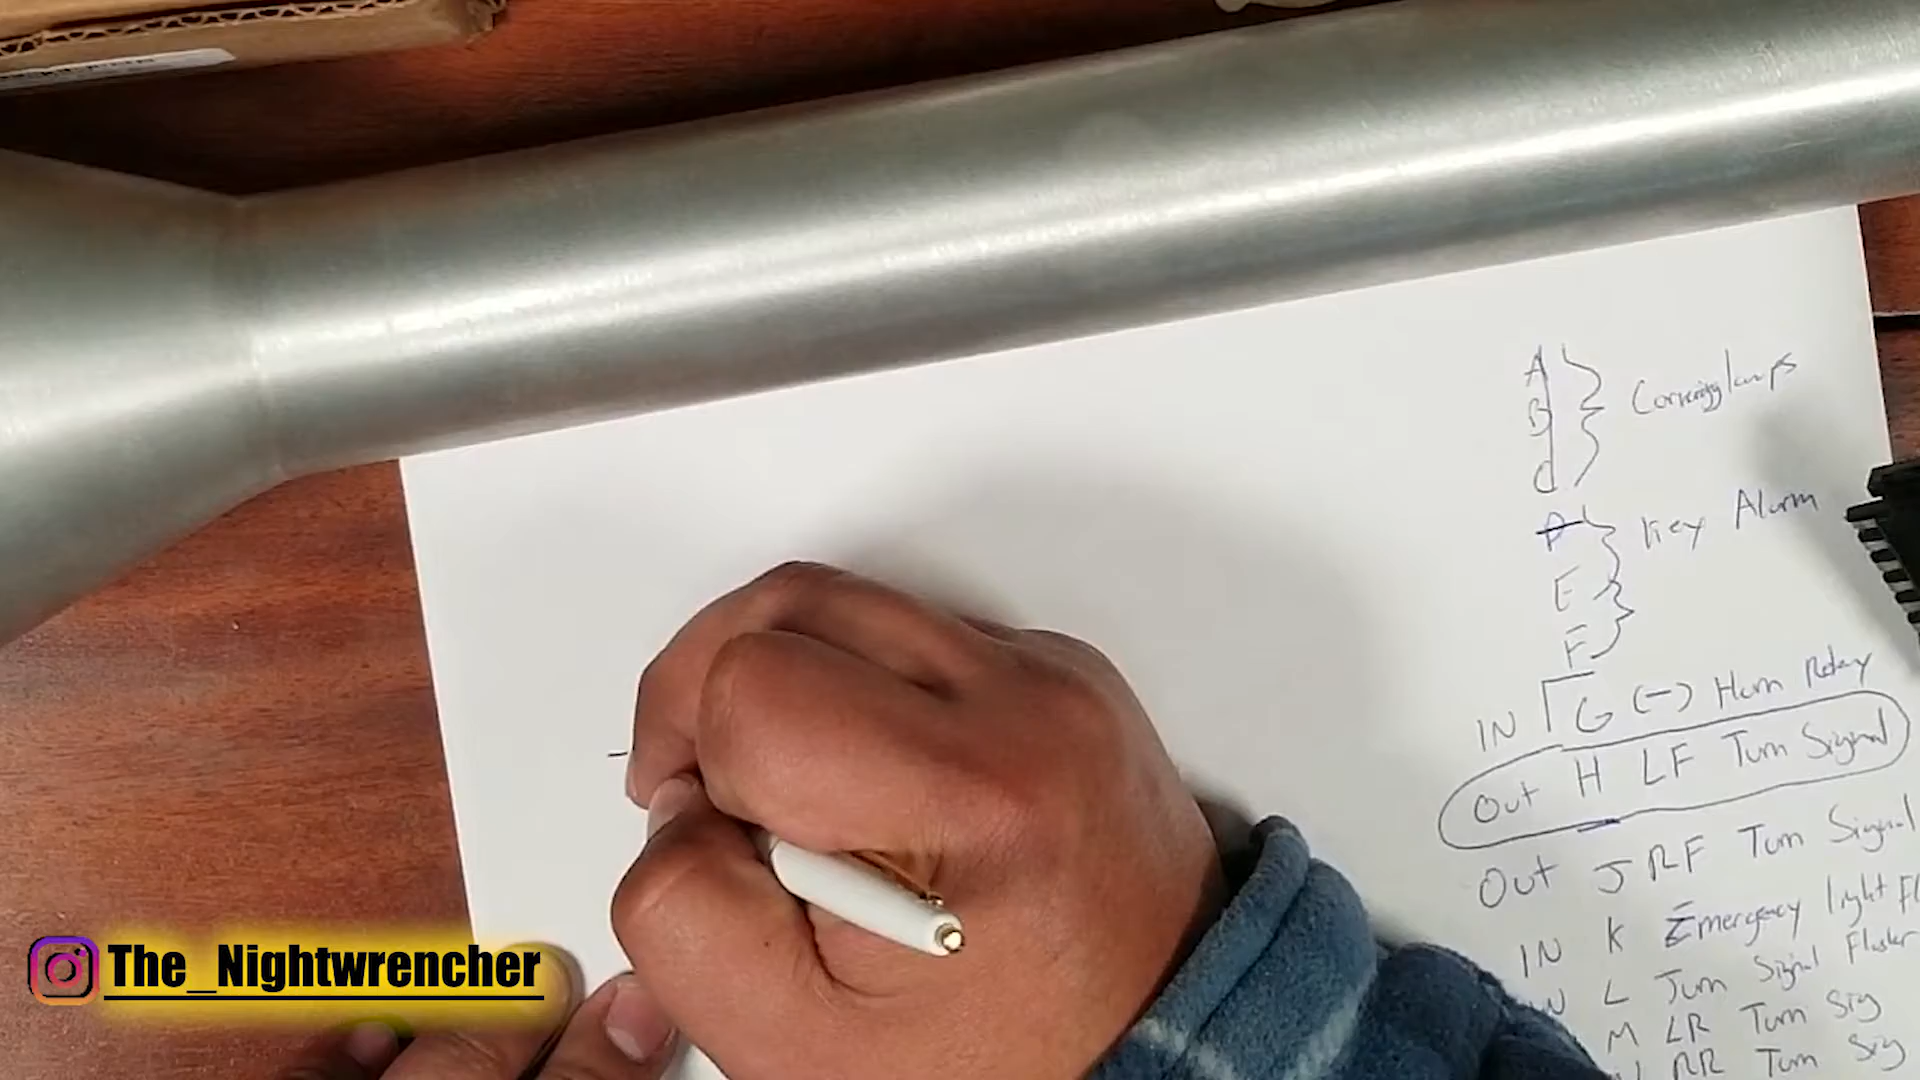 A
B
C
Cornering lamps
D
Key Alarm
E
F
IN G (-) Horn Relay
Out H LF Turn Signal
Out J RF Turn Signal
IN K Emergency light Fl
L Turn Signal Flasher
M LR Turn Sig
RR Turn Sig
The_Nightwrencher